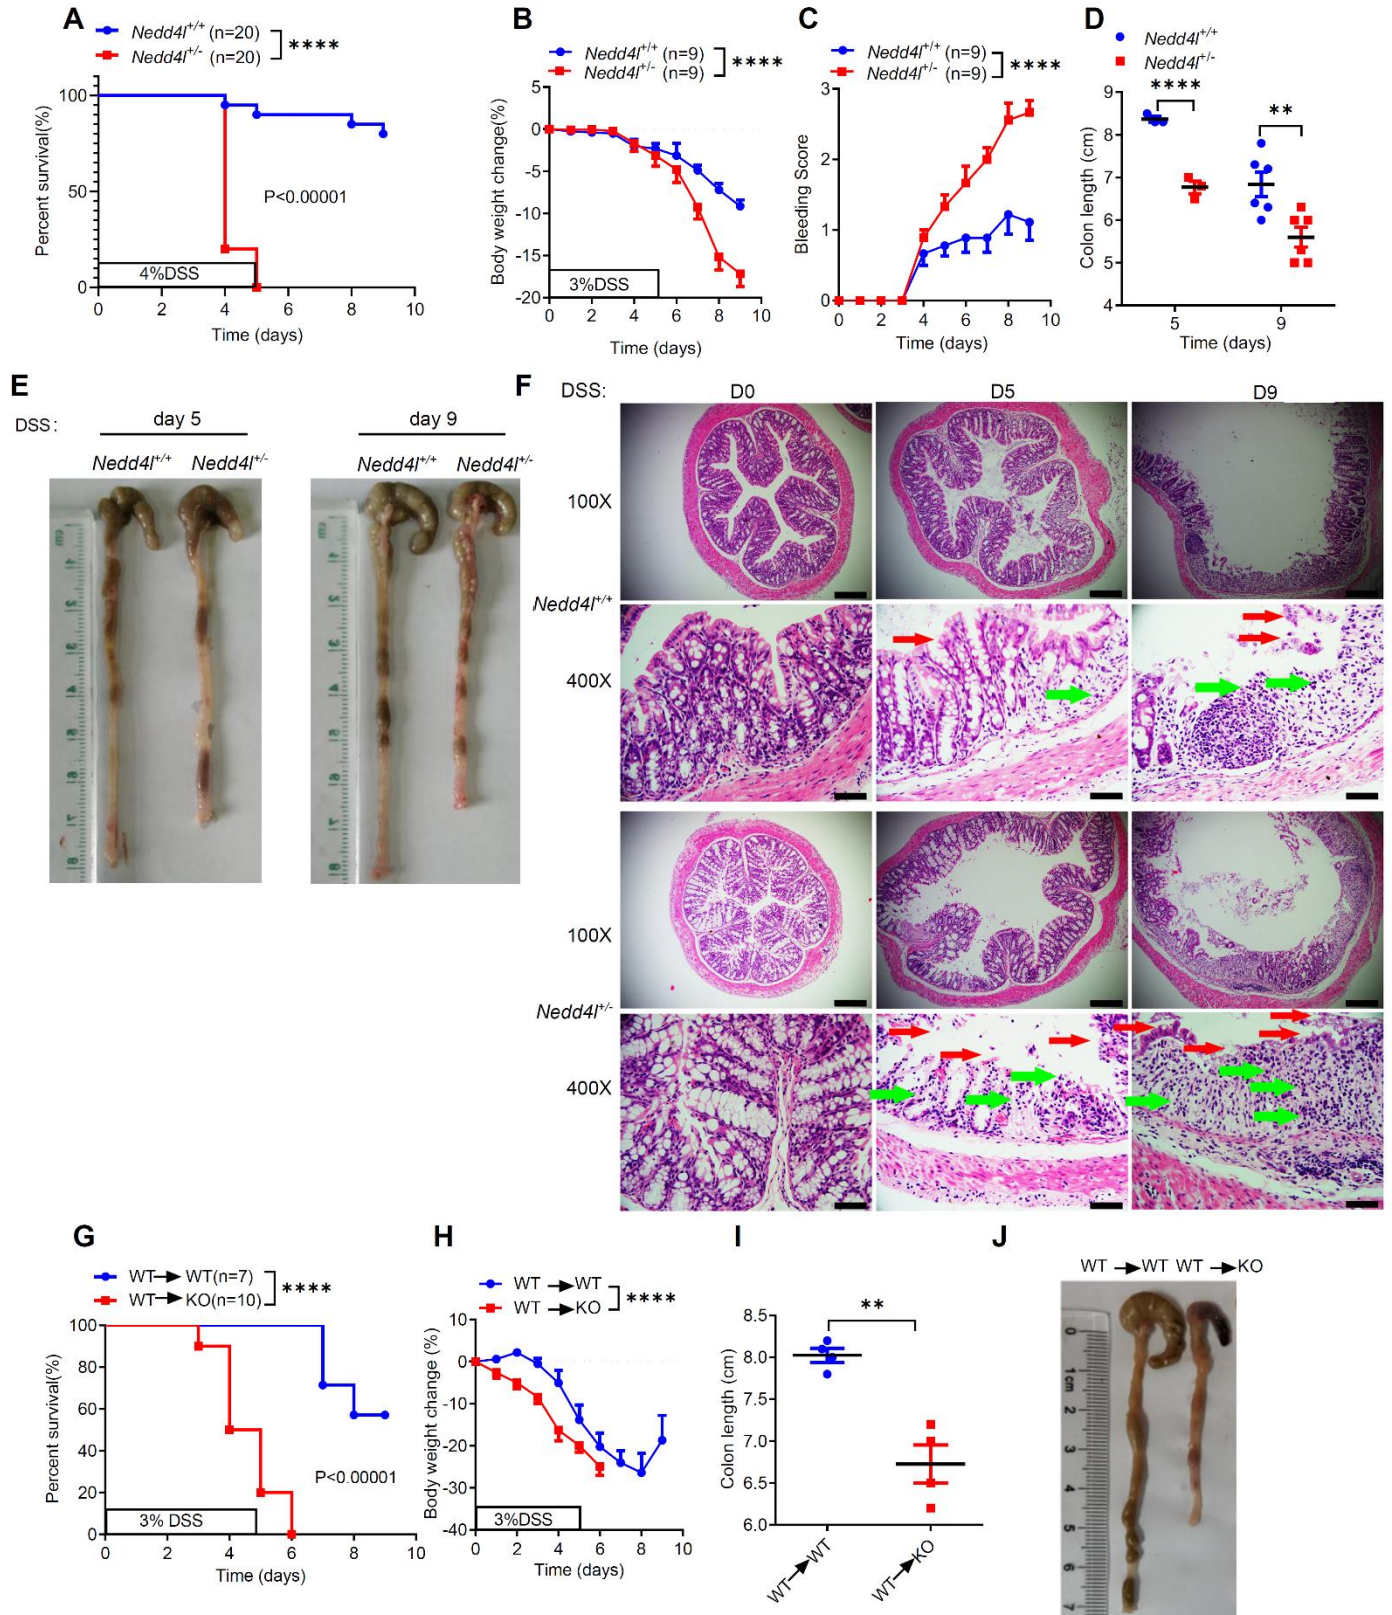 A
Nedd4l+/+ (n=20)
Nedd4l+/- (n=20)
****
Percent survival(%)
100
50
0
P<0.00001
4%DSS
0 2 4 6 8 10
Time (days)
B
Nedd4l+/+ (n=9)
Nedd4l+/- (n=9)
****
Body weight change(%)
5
0
-5
-10
-15
-20
3%DSS
0 2 4 6 8 10
Time (days)
C
Nedd4l+/+ (n=9)
Nedd4l+/- (n=9)
****
Bleeding Score
3
2
1
0
0 2 4 6 8 10
Time (days)
D
Nedd4l+/+
Nedd4l+/-
****
**
Colon length (cm)
9
8
7
6
5
4
5 9
Time (days)
E
DSS:
day 5
day 9
Nedd4l+/+ Nedd4l+/-
Nedd4l+/+ Nedd4l+/-
F
DSS: D0 D5 D9
100X
Nedd4l+/+
400X
100X
Nedd4l+/-
400X
G
WT→WT(n=7)
WT→KO(n=10)
****
Percent survival(%)
100
80
60
40
20
0
P<0.00001
3% DSS
0 2 4 6 8 10
Time (days)
H
WT→WT
WT→KO
****
Body weight change (%)
10
0
-10
-20
-30
-40
3%DSS
0 2 4 6 8 10
Time (days)
I
**
Colon length (cm)
8.5
8.0
7.5
7.0
6.5
6.0
WT→WT
WT→KO
J
WT→WT WT→KO
0
1cm
2
3
4
5
6
7